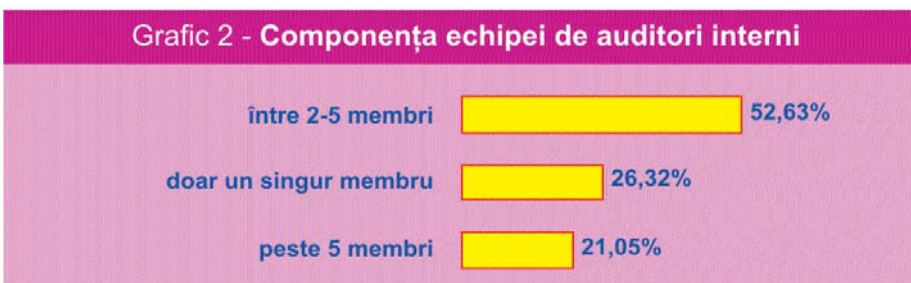 Grafic 2 - Componența echipei de auditori interni
între 2-5 membri 52,63%
doar un singur membru 26,32%
peste 5 membri 21,05%